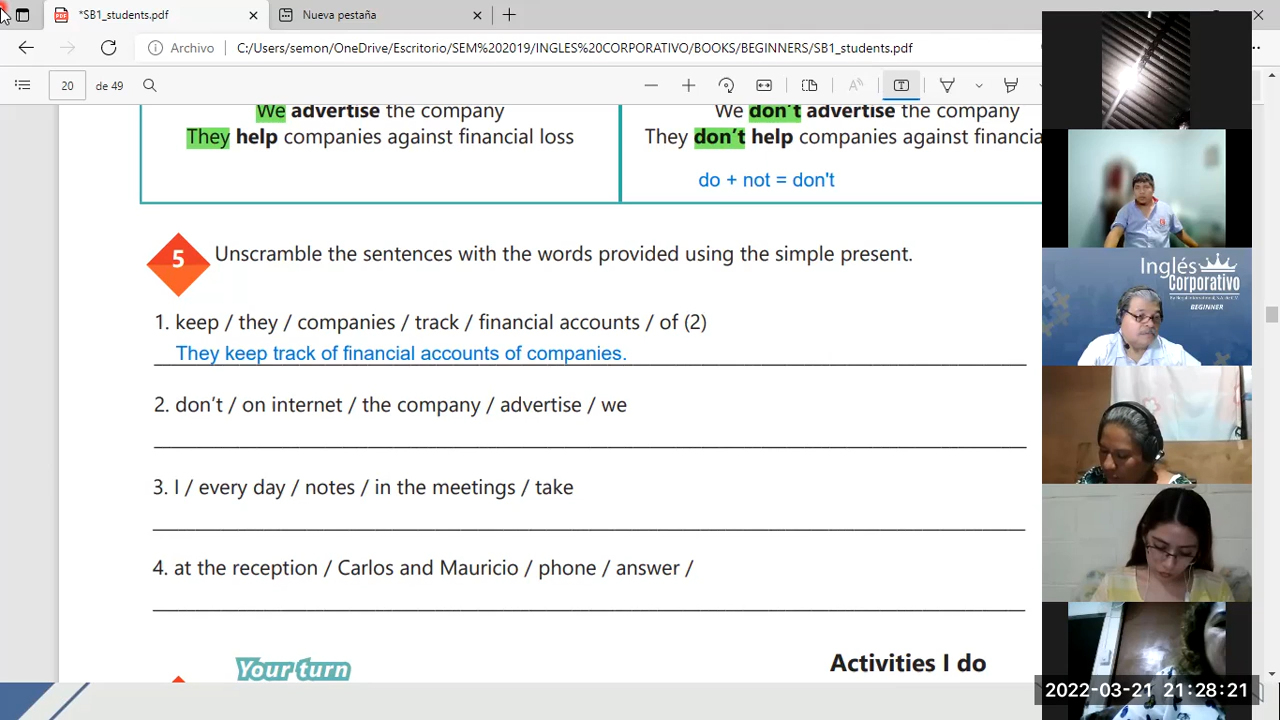 *SB1_students.pdf
Nueva pestaña
Archivo
C:/Users/semon/OneDrive/Escritorio/SEM%202019/INGLES%20CORPORATIVO/BOOKS/BEGINNERS/SB1_students.pdf
20 de 49
We advertise the company
They help companies against financial loss
We don't advertise the company
They don't help companies against financia
do + not = don't
5 Unscramble the sentences with the words provided using the simple present.
1. keep / they / companies / track / financial accounts / of (2)
They keep track of financial accounts of companies.
2. don't / on internet / the company / advertise / we
3. I / every day / notes / in the meetings / take
4. at the reception / Carlos and Mauricio / phone / answer /
Your turn
Activities I do
Inglés
Corporativo
BEGINNER
2022-03-21 21:28:21